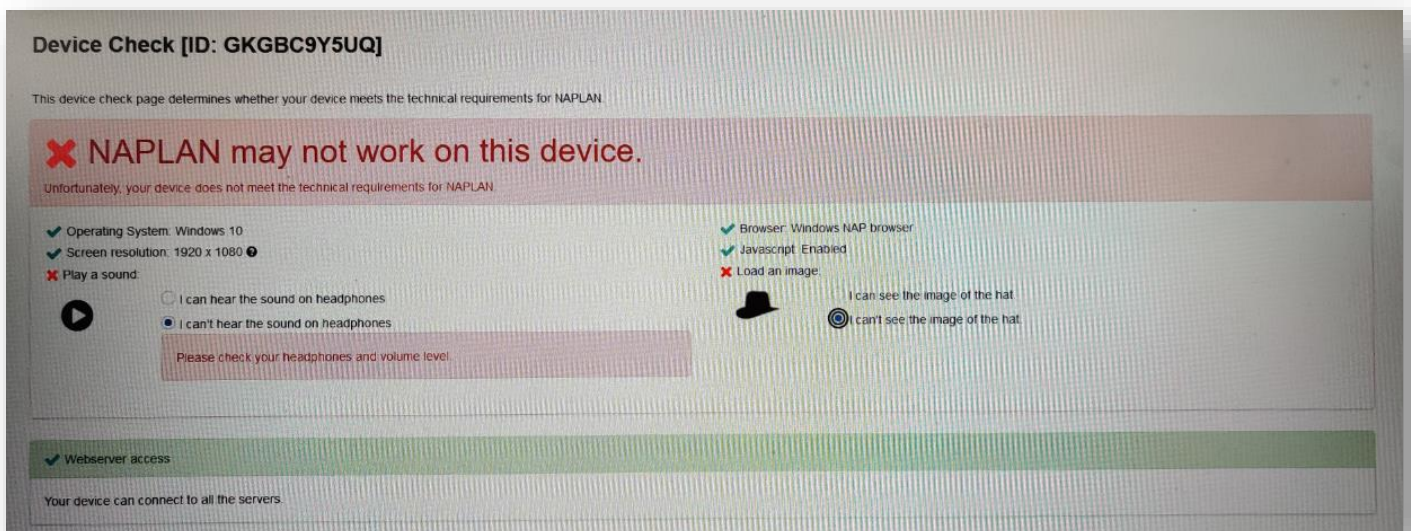 Device Check [ID: GKGBC9Y5UQ]
This device check page determines whether your device meets the technical requirements for NAPLAN.
NAPLAN may not work on this device.
Unfortunately, your device does not meet the technical requirements for NAPLAN.
Operating System: Windows 10
Screen resolution: 1920 x 1080
Play a sound:
I can hear the sound on headphones
I can't hear the sound on headphones
Please check your headphones and volume level.
Browser: Windows NAP browser
Javascript: Enabled
Load an image:
I can see the image of the hat.
I can't see the image of the hat.
Webserver access
Your device can connect to all the servers.